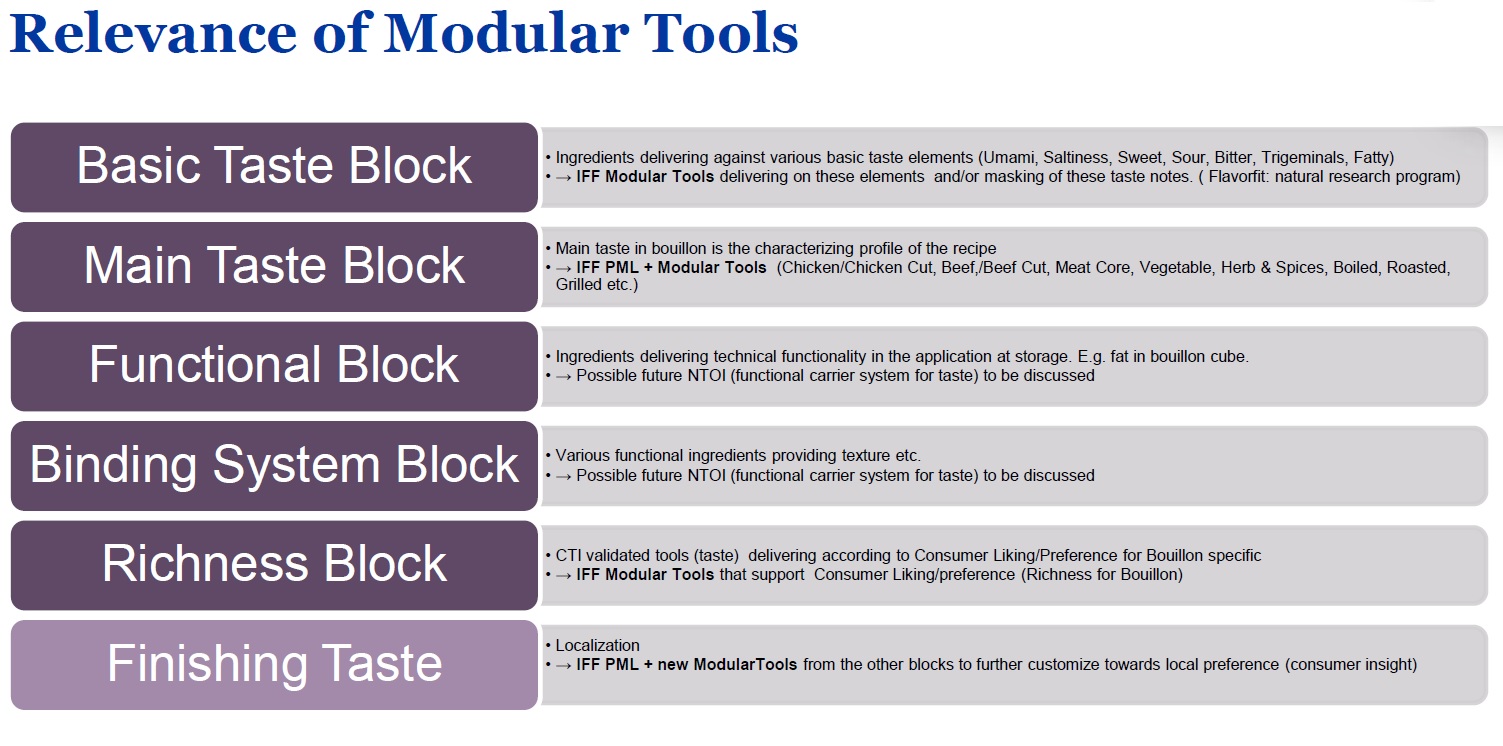 Relevance of Modular Tools
Basic Taste Block
• Ingredients delivering against various basic taste elements (Umami, Saltiness, Sweet, Sour, Bitter, Trigeminals, Fatty)
• → IFF Modular Tools delivering on these elements and/or masking of these taste notes. ( Flavorfit: natural research program)
Main Taste Block
• Main taste in bouillon is the characterizing profile of the recipe
• → IFF PML + Modular Tools (Chicken/Chicken Cut, Beef,/Beef Cut, Meat Core, Vegetable, Herb & Spices, Boiled, Roasted,
Grilled etc.)
Functional Block
• Ingredients delivering technical functionality in the application at storage. E.g. fat in bouillon cube.
• → Possible future NTOI (functional carrier system for taste) to be discussed
Binding System Block
• Various functional ingredients providing texture etc.
• → Possible future NTOI (functional carrier system for taste) to be discussed
Richness Block
• CTI validated tools (taste) delivering according to Consumer Liking/Preference for Bouillon specific
• → IFF Modular Tools that support Consumer Liking/preference (Richness for Bouillon)
Finishing Taste
• Localization
• → IFF PML + new ModularTools from the other blocks to further customize towards local preference (consumer insight)